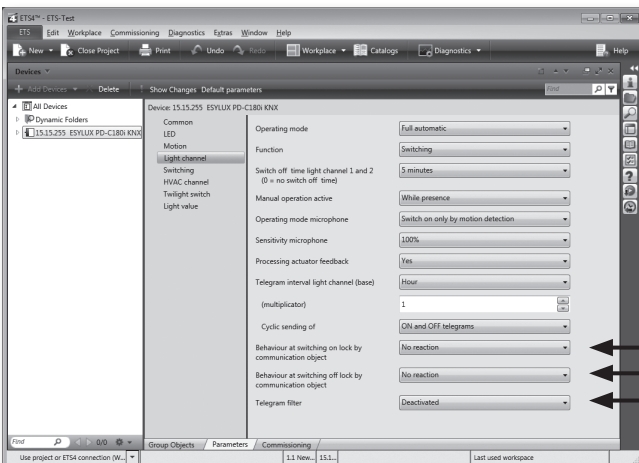 ETS4™ - ETS-Test
ETS Edit Workplace Commissioning Diagnostics Extras Window Help
New Close Project Print Undo Redo Workplace Catalogs Diagnostics Help
Devices
Add Devices Delete Show Changes Default parameters Find
All Devices
Dynamic Folders
15.15.255 ESYLUX PD-C180i KNX
Device: 15.15.255 ESYLUX PD-C180i KNX
Common
LED
Motion
Light channel
Switching
HVAC channel
Twilight switch
Light value
Operating mode Full automatic
Function Switching
Switch off time light channel 1 and 2 5 minutes
(0 = no switch off time)
Manual operation active While presence
Operating mode microphone Switch on only by motion detection
Sensitivity microphone 100%
Processing actuator feedback Yes
Telegram interval light channel (base) Hour
(multiplicator) 1
Cyclic sending of ON and OFF telegrams
Behaviour at switching on lock by No reaction
communication object
Behaviour at switching off lock by No reaction
communication object
Telegram filter Deactivated
Find 0/0 Group Objects Parameters Commissioning
Use project or ETS4 connection (W... 1.1 New... 15.1... Last used workspace